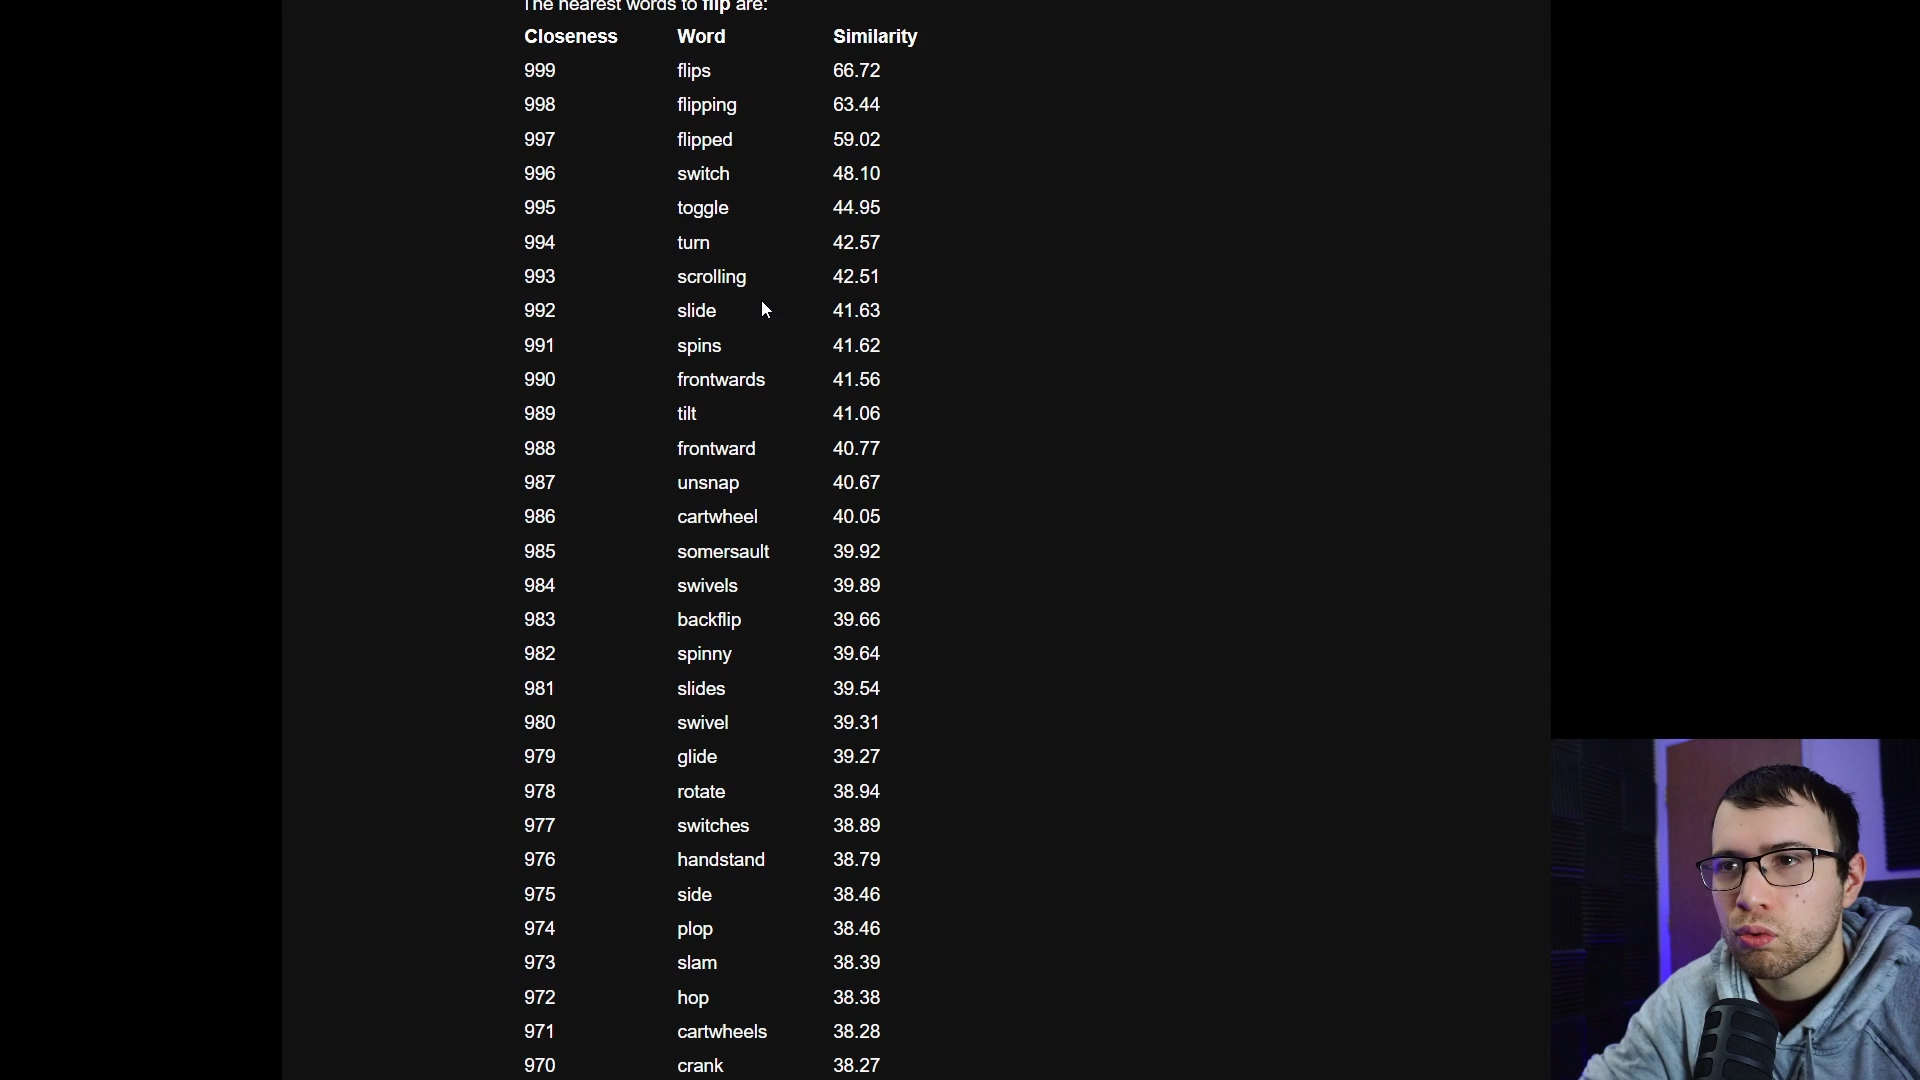 The nearest words to flip are:
Closeness Word Similarity
999 flips 66.72
998 flipping 63.44
997 flipped 59.02
996 switch 48.10
995 toggle 44.95
994 turn 42.57
993 scrolling 42.51
992 slide 41.63
991 spins 41.62
990 frontwards 41.56
989 tilt 41.06
988 frontward 40.77
987 unsnap 40.67
986 cartwheel 40.05
985 somersault 39.92
984 swivels 39.89
983 backflip 39.66
982 spinny 39.64
981 slides 39.54
980 swivel 39.31
979 glide 39.27
978 rotate 38.94
977 switches 38.89
976 handstand 38.79
975 side 38.46
974 plop 38.46
973 slam 38.39
972 hop 38.38
971 cartwheels 38.28
970 crank 38.27